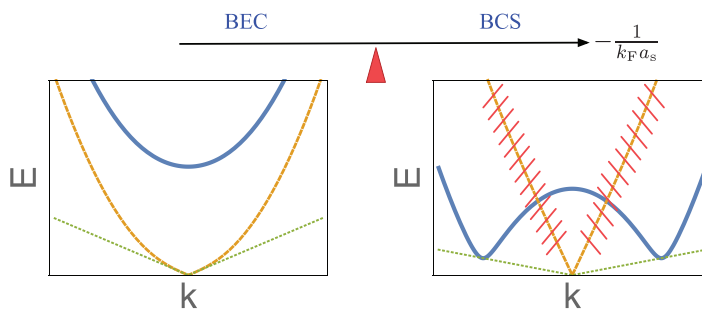 BEC BCS
−1/(k_F a_s)
E E
k k